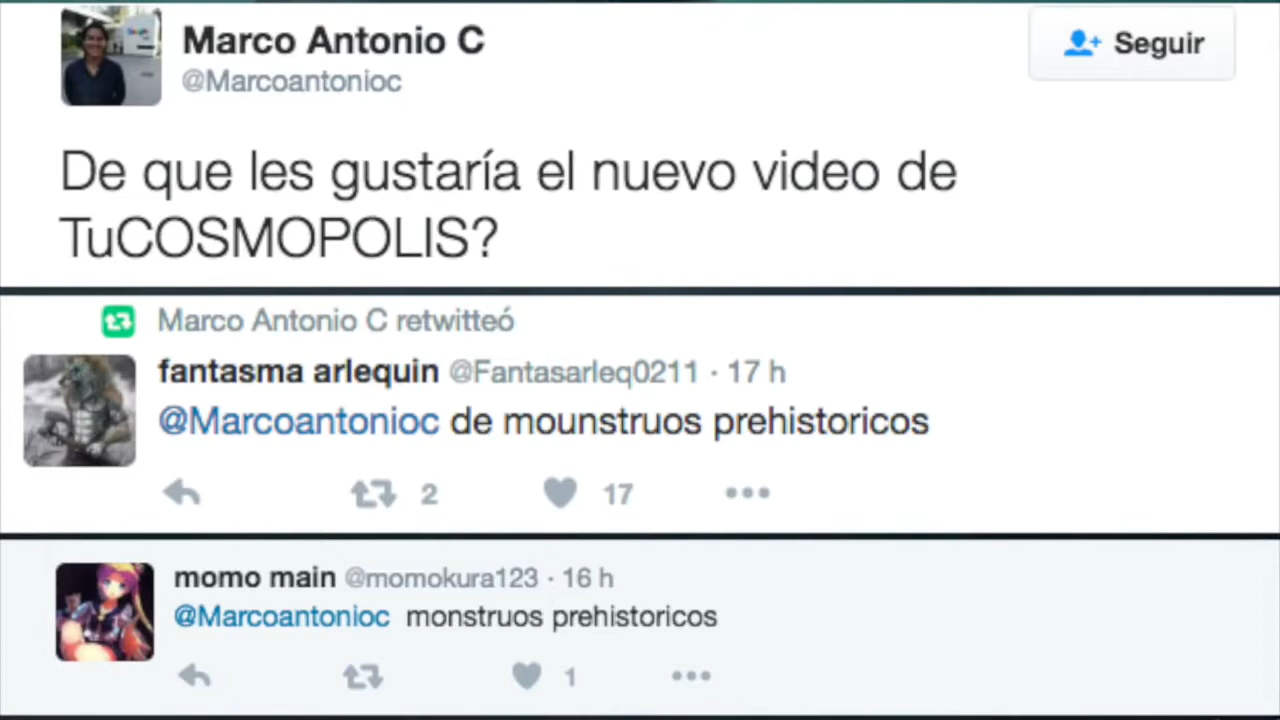 Marco Antonio C
@Marcoantonioc
Seguir
De que les gustaría el nuevo video de
TuCOSMOPOLIS?
Marco Antonio C retwitteó
fantasma arlequin @Fantasarleq0211 · 17 h
@Marcoantonioc de mounstruos prehistoricos
2 17
momo main @momokura123 · 16 h
@Marcoantonioc monstruos prehistoricos
1